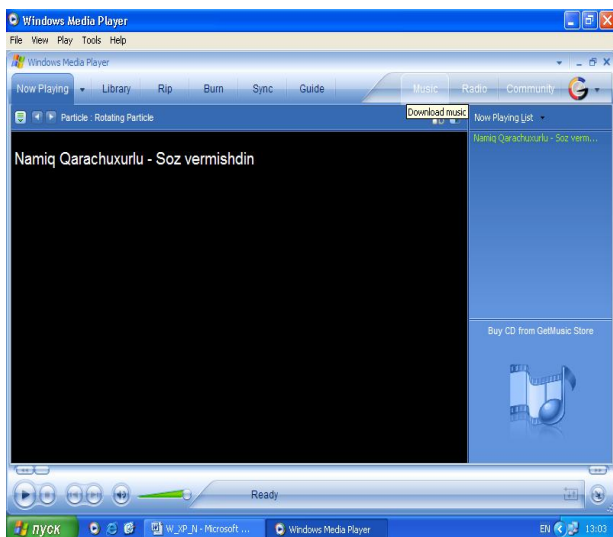 Windows Media Player
File View Play Tools Help
Windows Media Player
Now Playing Library Rip Burn Sync Guide Music Radio Community G
Download music
Particle : Rotating Particle
Now Playing List
Namiq Qarachuxurlu - Soz verm...
Namiq Qarachuxurlu - Soz vermishdin
Buy CD from GetMusic Store
Ready
пуск W_XP_N - Microsoft ... Windows Media Player EN 13:03